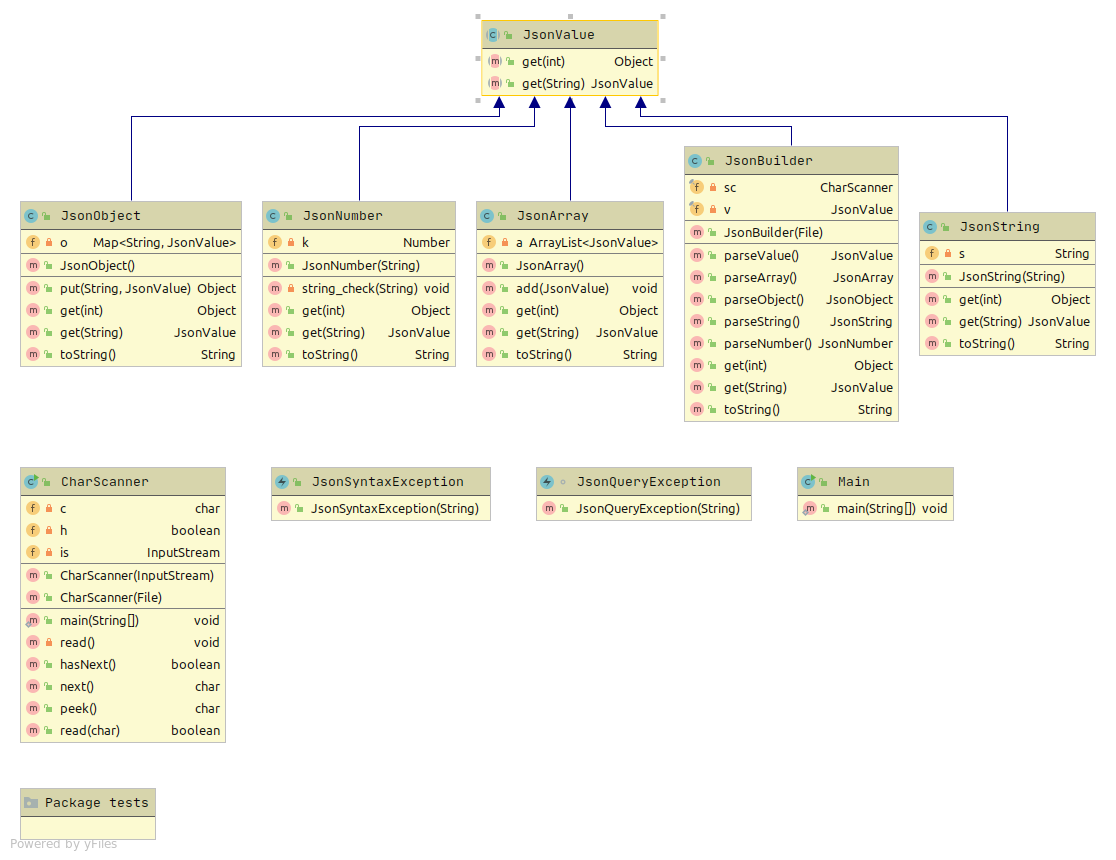 JsonValue
get(int) Object
get(String) JsonValue
JsonObject
o Map<String, JsonValue>
JsonObject()
put(String, JsonValue) Object
get(int) Object
get(String) JsonValue
toString() String
JsonNumber
k Number
JsonNumber(String)
string_check(String) void
get(int) Object
get(String) JsonValue
toString() String
JsonArray
a ArrayList<JsonValue>
JsonArray()
add(JsonValue) void
get(int) Object
get(String) JsonValue
toString() String
JsonBuilder
sc CharScanner
v JsonValue
JsonBuilder(File)
parseValue() JsonValue
parseArray() JsonArray
parseObject() JsonObject
parseString() JsonString
parseNumber() JsonNumber
get(int) Object
get(String) JsonValue
toString() String
JsonString
s String
JsonString(String)
get(int) Object
get(String) JsonValue
toString() String
CharScanner
c char
h boolean
is InputStream
CharScanner(InputStream)
CharScanner(File)
main(String[]) void
read() void
hasNext() boolean
next() char
peek() char
read(char) boolean
JsonSyntaxException
JsonSyntaxException(String)
JsonQueryException
JsonQueryException(String)
Main
main(String[]) void
Package tests
Powered by yFiles